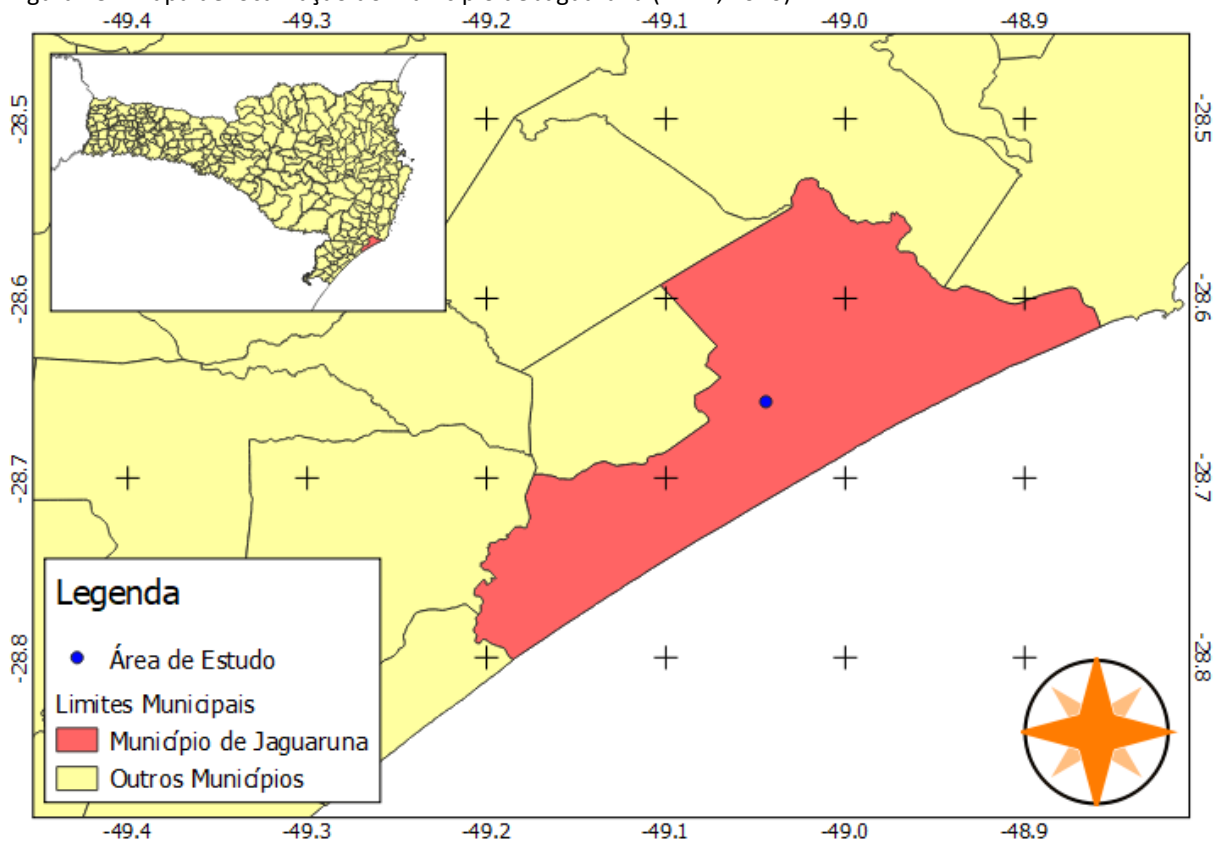 -49.4 -49.3 -49.2 -49.1 -49.0 -48.9
-28.5 -28.5
-28.6 -28.6
-28.7 -28.7
-28.8 -28.8
Legenda
Área de Estudo
Limites Municipais
Município de Jaguaruna
Outros Municípios
-49.4 -49.3 -49.2 -49.1 -49.0 -48.9